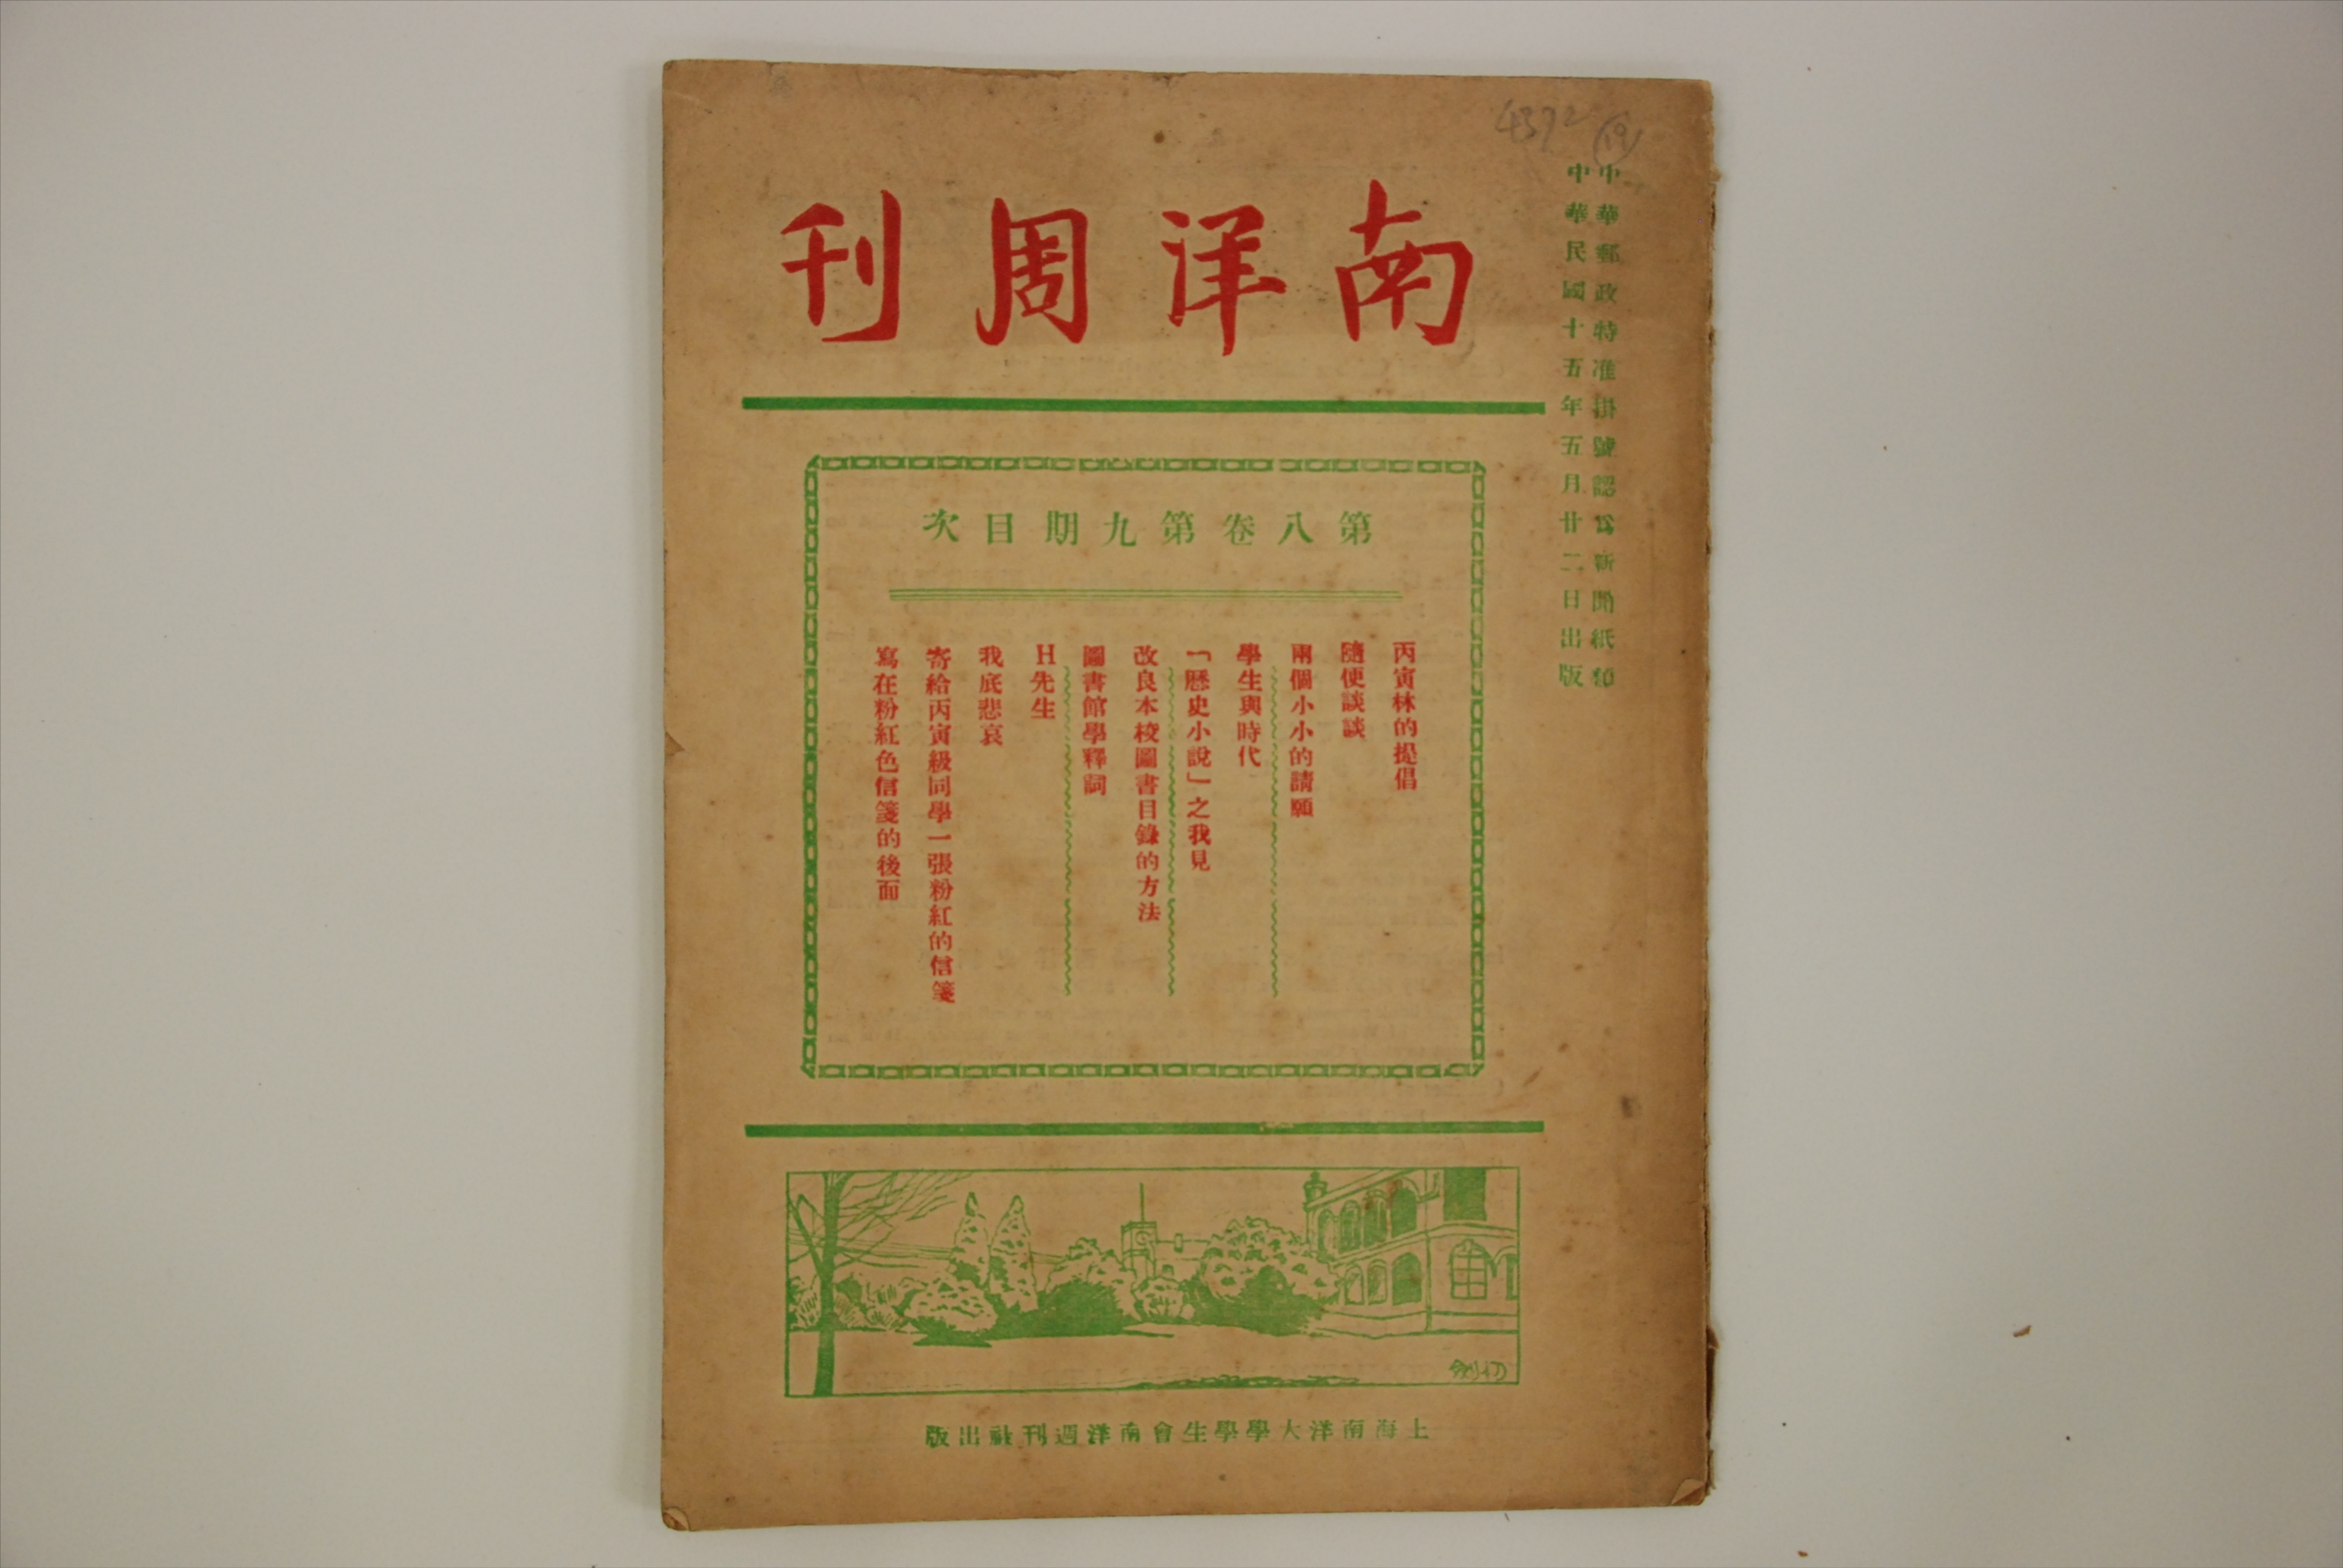 4372
19
中華郵政特准掛號認為新聞紙類
中華民國十五年五月廿二日出版
南洋周刊
第八卷第九期目次
丙寅林的提倡
隨便談談
兩個小小的請願
學生與時代
「歷史小說」之我見
改良本校圖書目錄的方法
圖書館學釋詞
H先生
我底悲哀
寄給丙寅級同學一張粉紅的信箋
寫在粉紅色信箋的後面
上海南洋大學學生會南洋週刊社出版